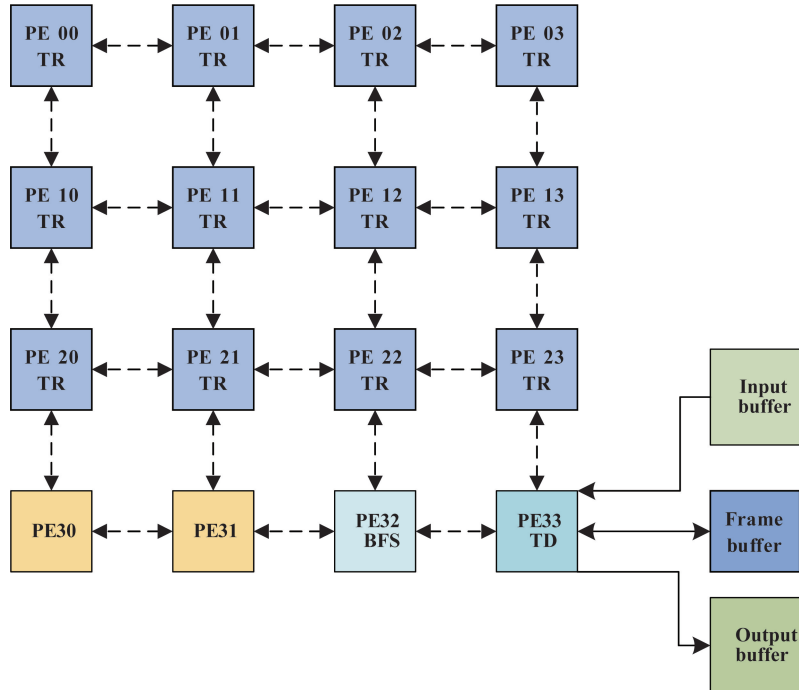 PE 00
TR
PE 01
TR
PE 02
TR
PE 03
TR
PE 10
TR
PE 11
TR
PE 12
TR
PE 13
TR
PE 20
TR
PE 21
TR
PE 22
TR
PE 23
TR
Input
buffer
PE30
PE31
PE32
BFS
PE33
TD
Frame
buffer
Output
buffer